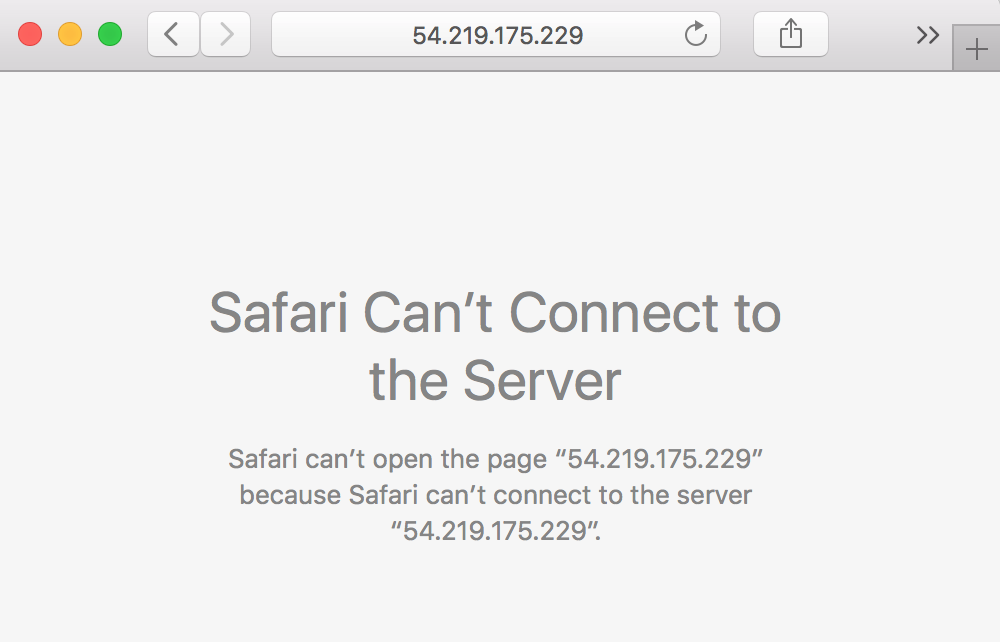 54.219.175.229
Safari Can’t Connect to
the Server
Safari can’t open the page “54.219.175.229”
because Safari can’t connect to the server
“54.219.175.229”.